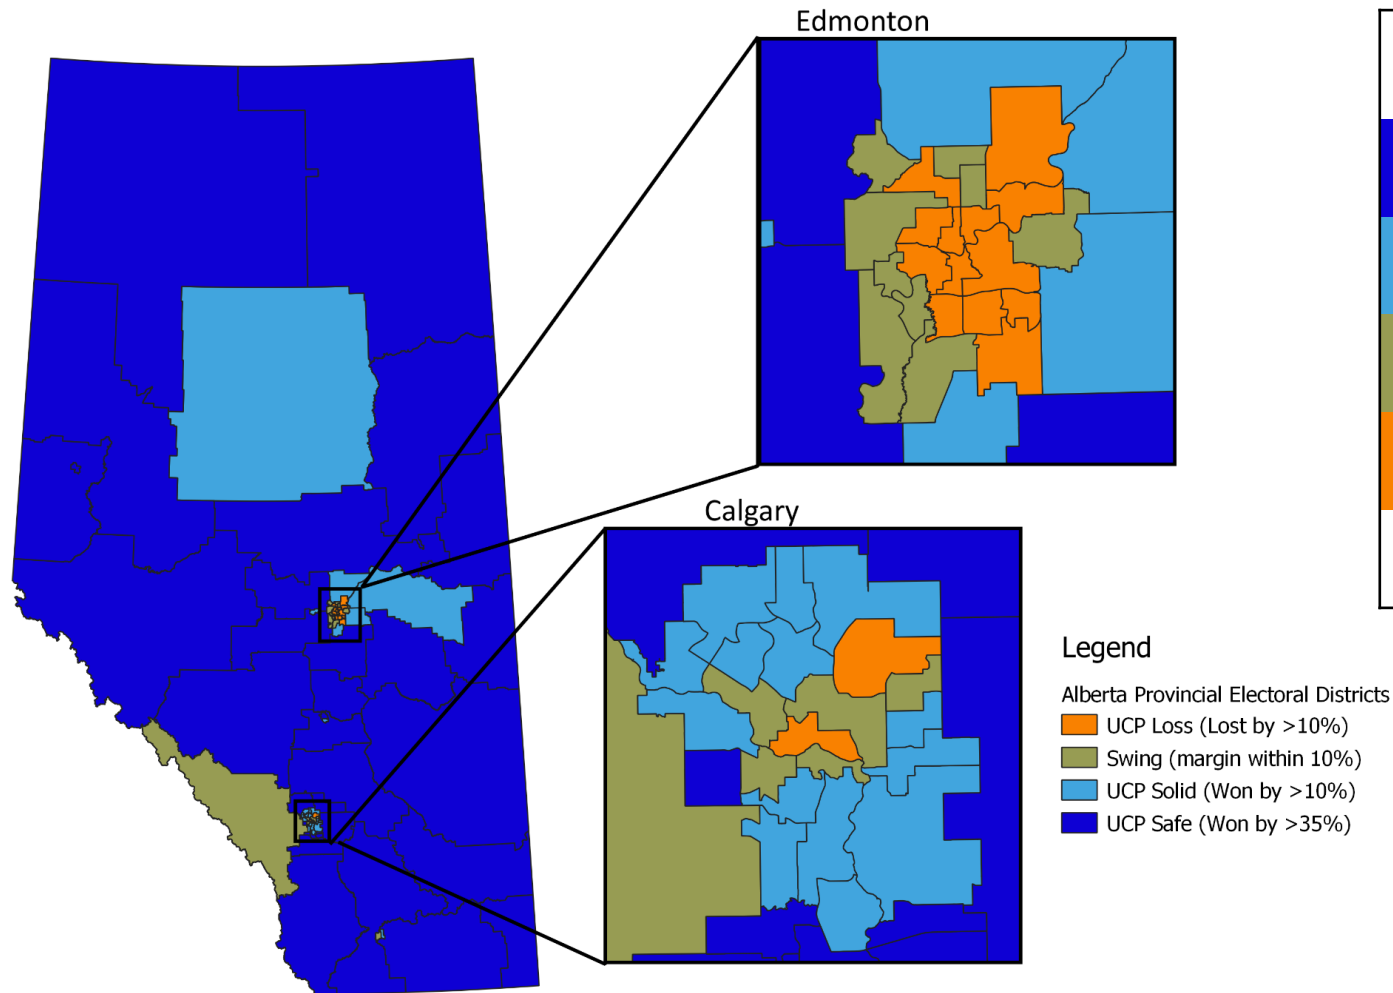 Edmonton
Calgary
Legend
Alberta Provincial Electoral Districts
UCP Loss (Lost by >10%)
Swing (margin within 10%)
UCP Solid (Won by >10%)
UCP Safe (Won by >35%)